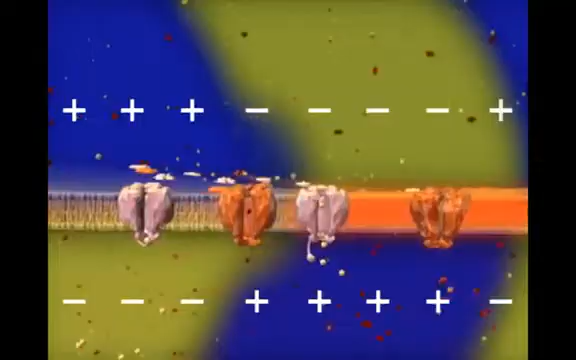 + + + − − − − +
− − − + + + + −